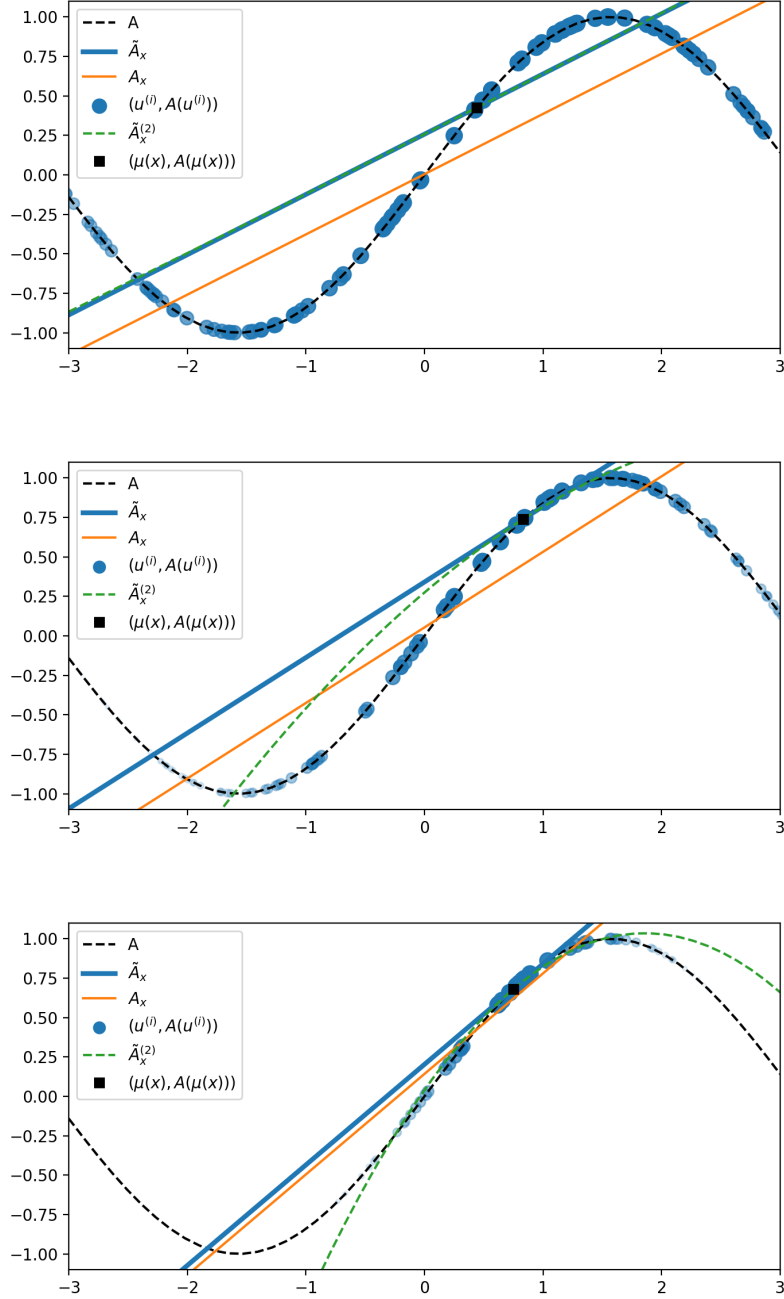 1.00
0.75
0.50
0.25
0.00
−0.25
−0.50
−0.75
−1.00
A
Ã_x
A_x
(u^(i), A(u^(i)))
Ã_x^(2)
(μ(x), A(μ(x)))
−3 −2 −1 0 1 2 3
1.00
0.75
0.50
0.25
0.00
−0.25
−0.50
−0.75
−1.00
A
Ã_x
A_x
(u^(i), A(u^(i)))
Ã_x^(2)
(μ(x), A(μ(x)))
−3 −2 −1 0 1 2 3
1.00
0.75
0.50
0.25
0.00
−0.25
−0.50
−0.75
−1.00
A
Ã_x
A_x
(u^(i), A(u^(i)))
Ã_x^(2)
(μ(x), A(μ(x)))
−3 −2 −1 0 1 2 3